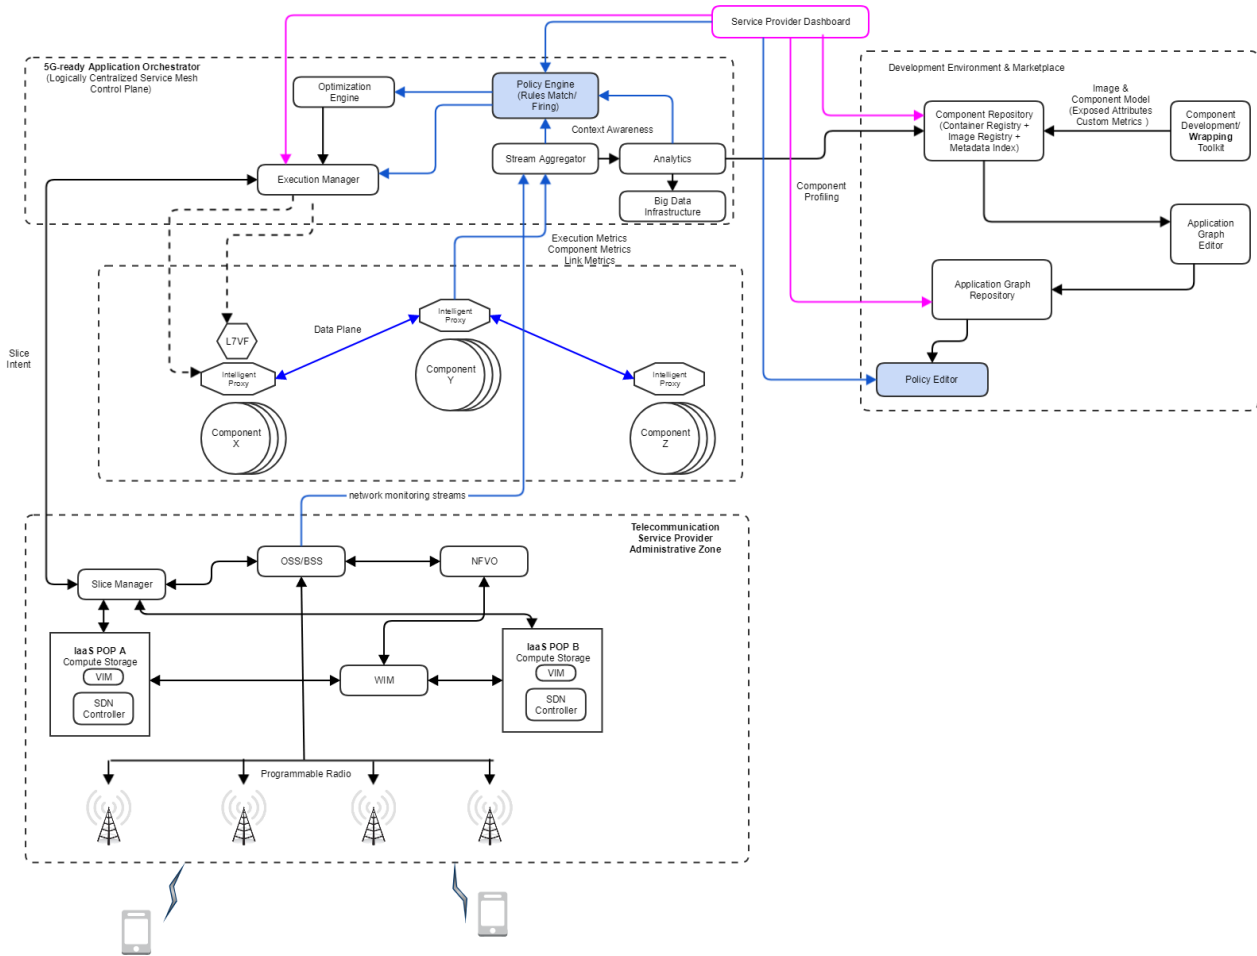 Service Provider Dashboard
5G-ready Application Orchestrator
(Logically Centralized Service Mesh
Control Plane)
Optimization
Engine
Policy Engine
(Rules Match/
Firing)
Context Awareness
Stream Aggregator
Analytics
Execution Manager
Big Data
Infrastructure
Development Environment & Marketplace
Image &
Component Model
(Exposed Attributes
Custom Metrics )
Component Repository
(Container Registry +
Image Registry +
Metadata Index)
Component
Development/
Wrapping
Toolkit
Component
Profiling
Application
Graph
Editor
Application Graph
Repository
Policy Editor
Execution Metrics
Component Metrics
Link Metrics
Intelligent
Proxy
Data Plane
L7VF
Intelligent
Proxy
Intelligent
Proxy
Component
Y
Component
X
Component
Z
Slice
Intent
network monitoring streams
Telecommunication
Service Provider
Administrative Zone
OSS/BSS
NFVO
Slice Manager
IaaS POP A
Compute Storage
VIM
SDN
Controller
WIM
IaaS POP B
Compute Storage
VIM
SDN
Controller
Programmable Radio